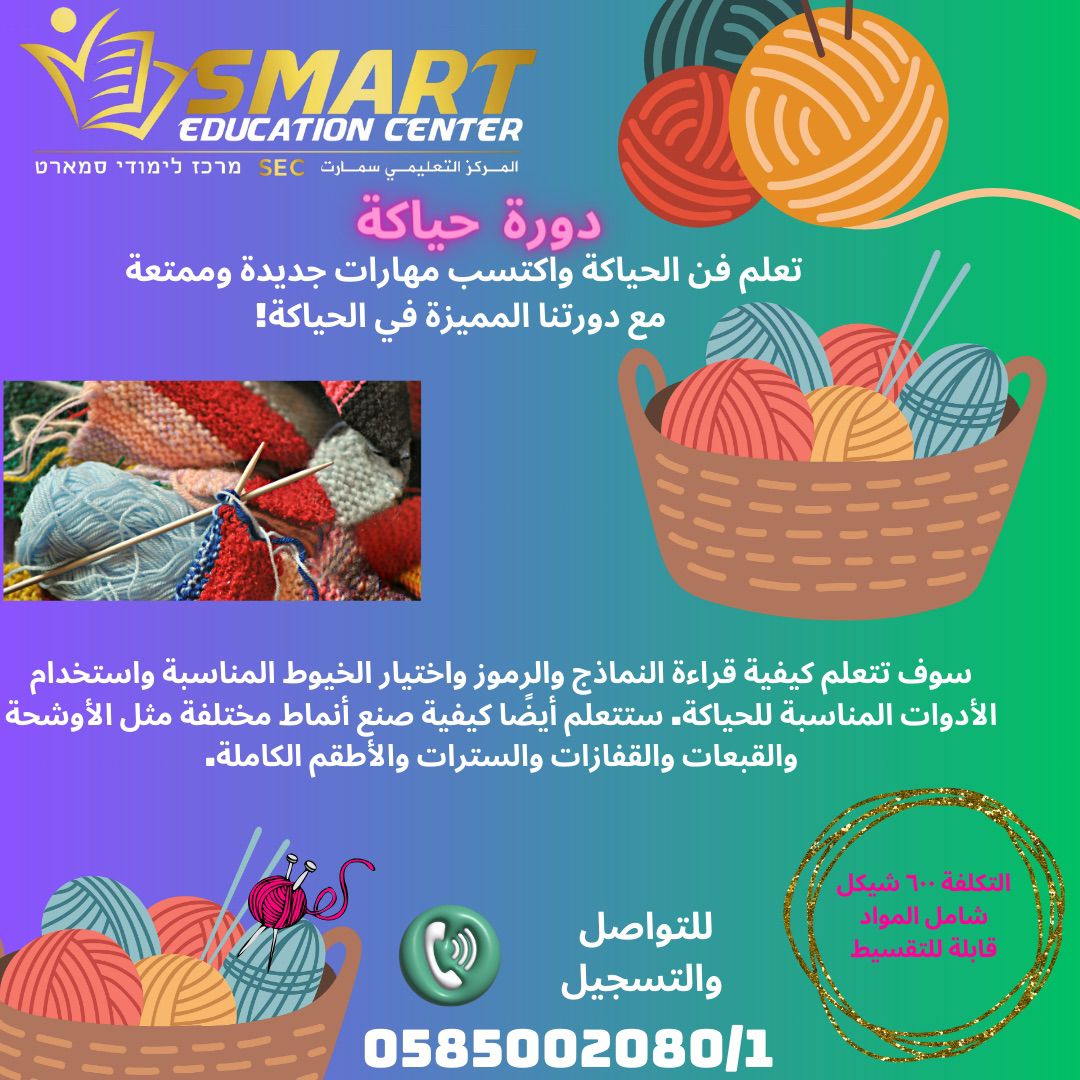 SMART
EDUCATION CENTER
المركز التعليمي سمارت SEC מרכז לימודי סמארט
دورة حياكة
تعلم فن الحياكة واكتسب مهارات جديدة وممتعة
مع دورتنا المميزة في الحياكة!
سوف تتعلم كيفية قراءة النماذج والرموز واختيار الخيوط المناسبة واستخدام
الأدوات المناسبة للحياكة. ستتعلم أيضًا كيفية صنع أنماط مختلفة مثل الأوشحة
والقبعات والقفازات والسترات والأطقم الكاملة.
التكلفة ٦٠٠ شيكل
شامل المواد
قابلة للتقسيط
للتواصل
والتسجيل
0585002080/1